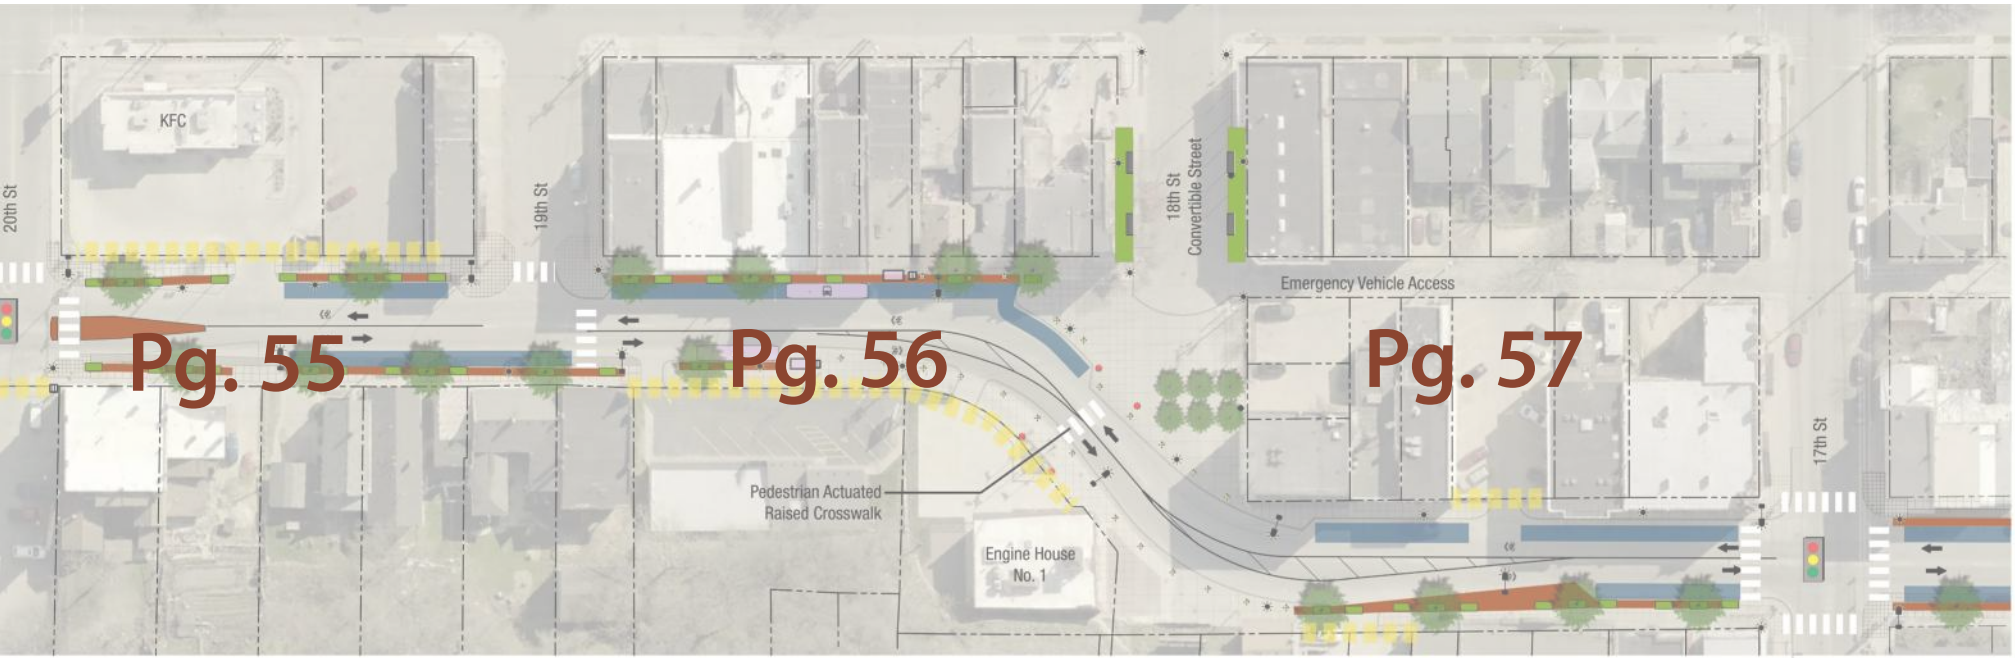 KFC
20th St
19th St
18th St
Convertible Street
Emergency Vehicle Access
Pg. 55
Pg. 56
Pg. 57
17th St
Pedestrian Actuated
Raised Crosswalk
Engine House
No. 1